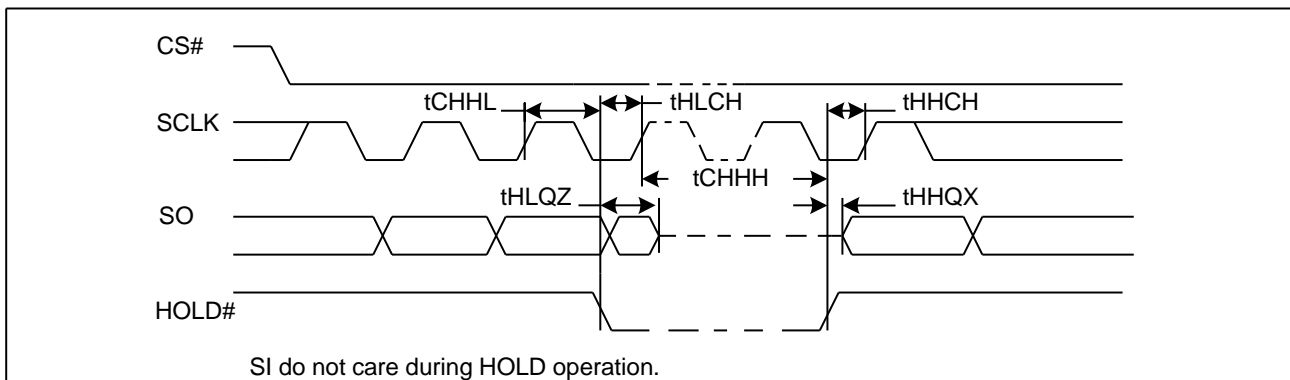 CS#
tCHHL
tHLCH
tHHCH
SCLK
tCHHH
tHLQZ
tHHQX
SO
HOLD#
SI do not care during HOLD operation.